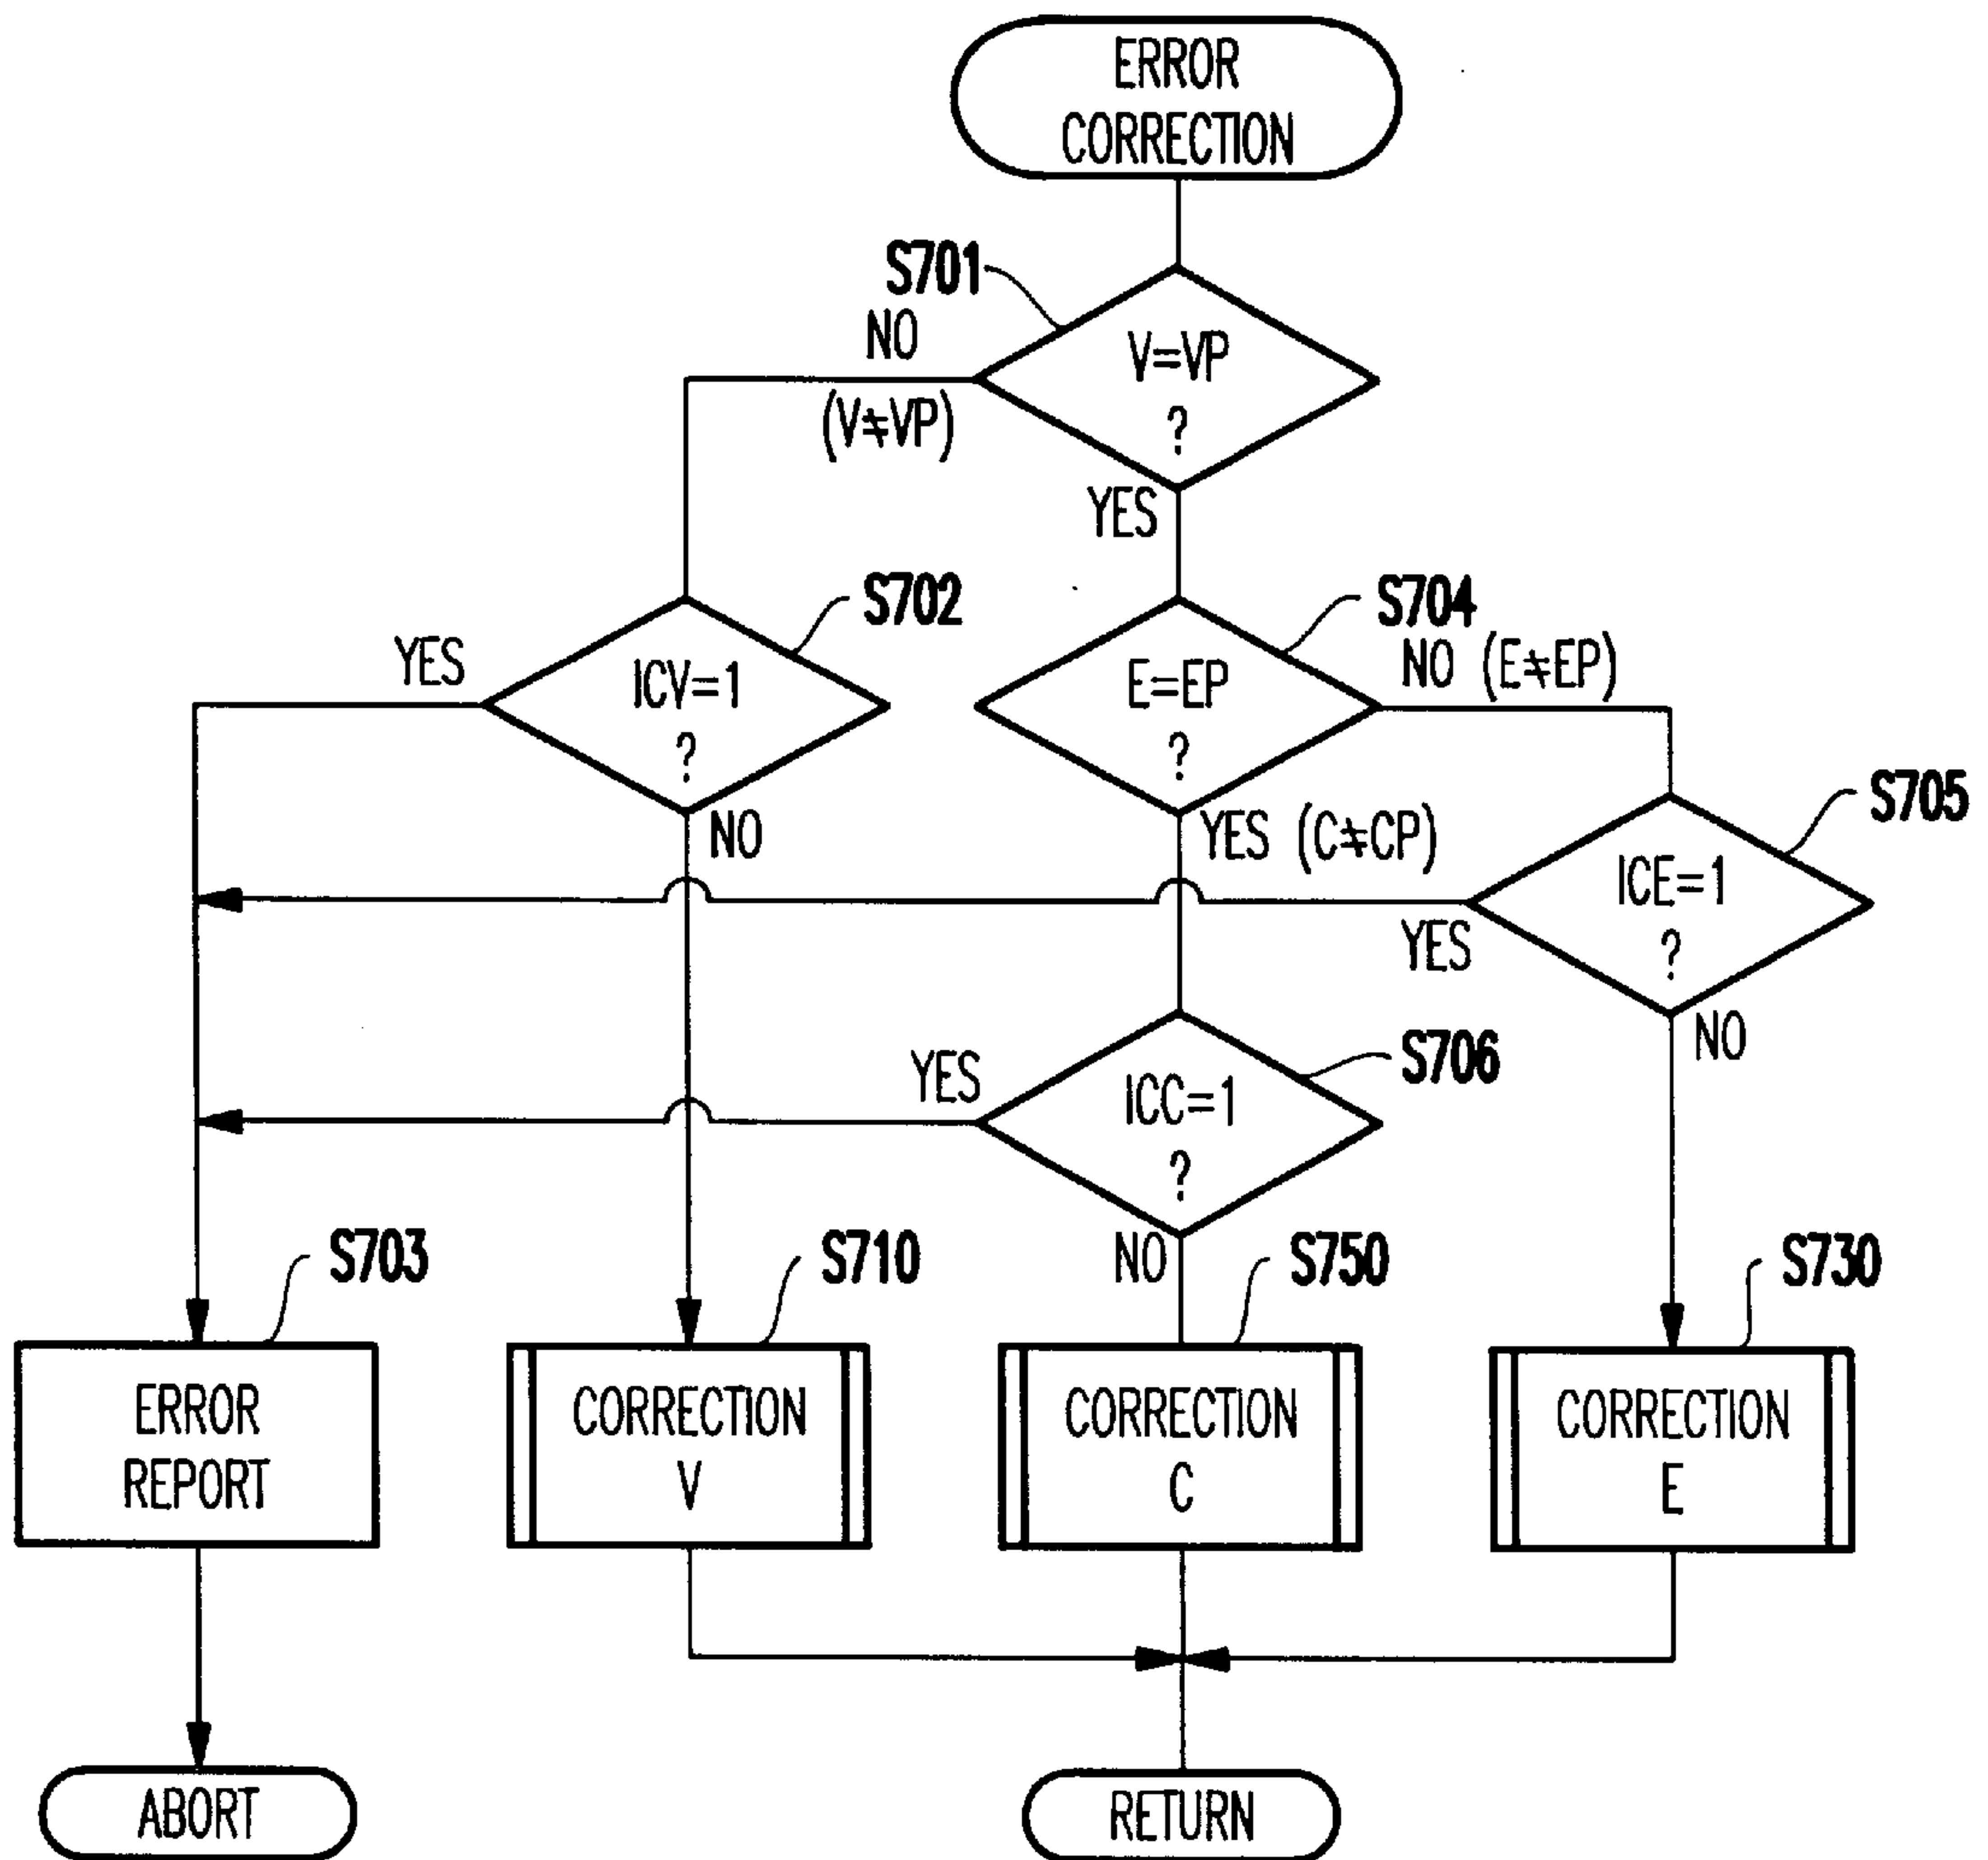 ERROR
CORRECTION
S701
NO
V=VP
?
(V≠VP)
YES
S702
S704
YES
ICV=1
?
NO
E=EP
?
NO (E≠EP)
YES (C≠CP)
S705
ICE=1
?
YES
NO
S706
YES
ICC=1
?
NO
S703
S710
S750
S730
ERROR
REPORT
CORRECTION
V
CORRECTION
C
CORRECTION
E
ABORT
RETURN